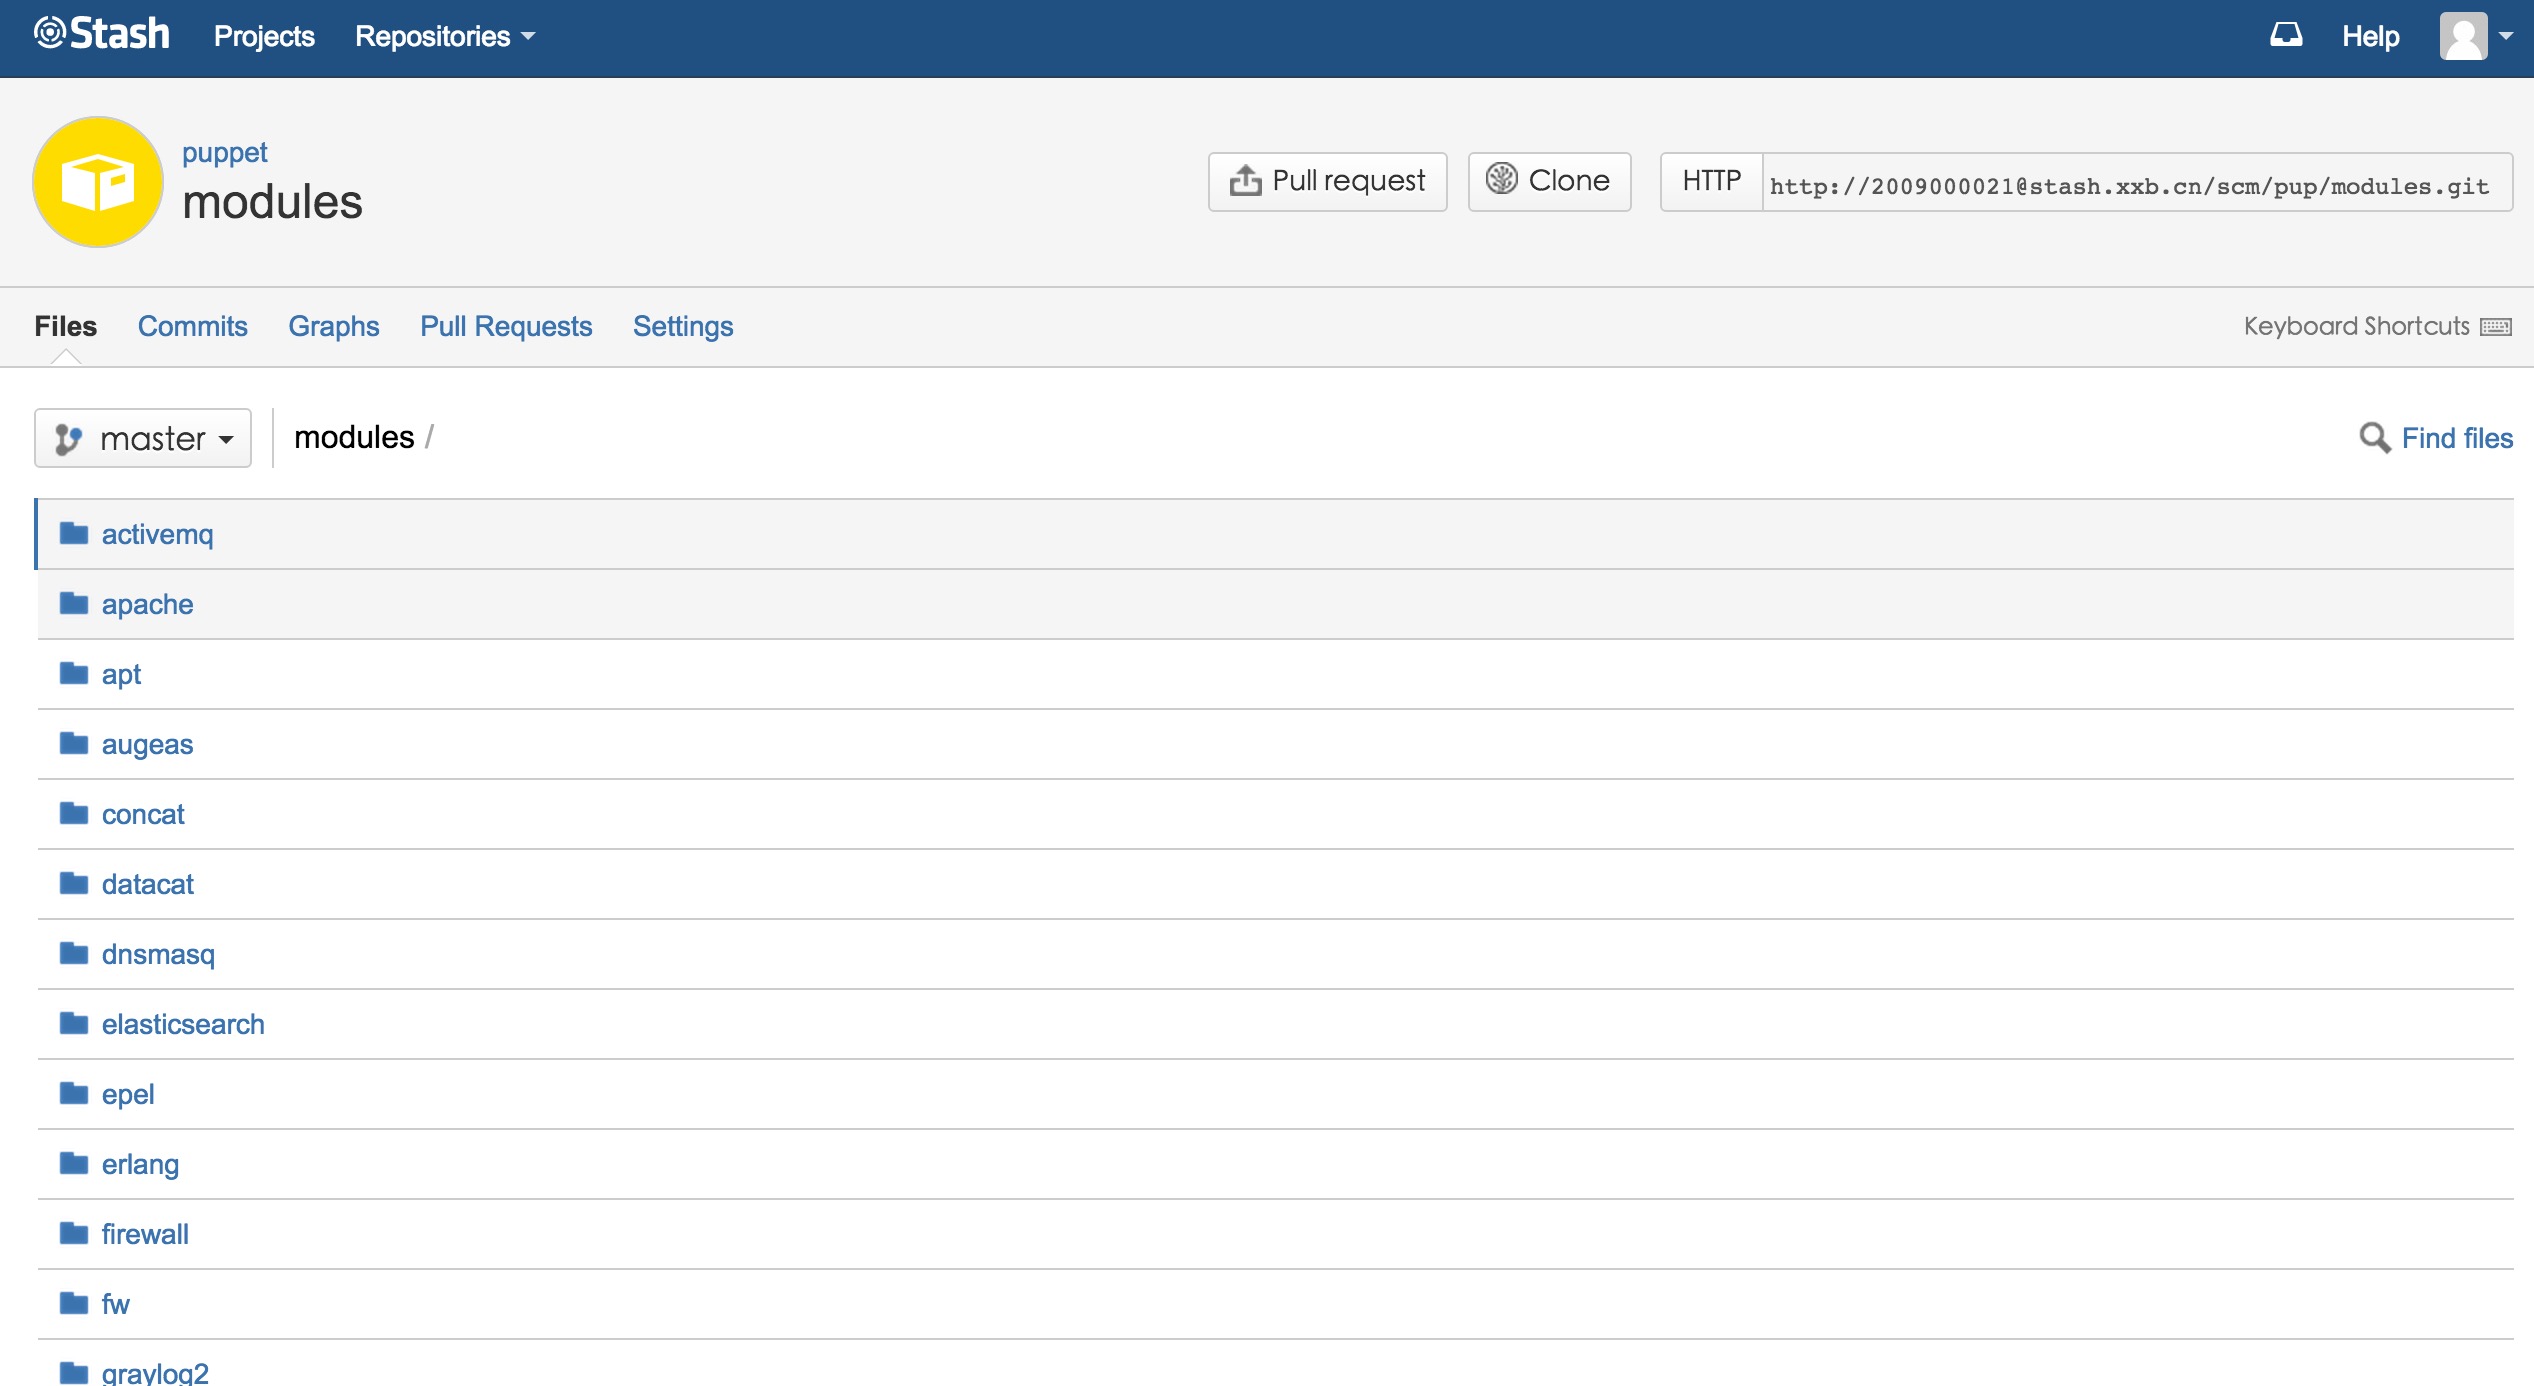 Stash Projects Repositories Help
puppet
modules
Pull request Clone HTTP http://2009000021@stash.xxb.cn/scm/pup/modules.git
Files Commits Graphs Pull Requests Settings Keyboard Shortcuts
master modules / Find files
activemq
apache
apt
augeas
concat
datacat
dnsmasq
elasticsearch
epel
erlang
firewall
fw
graylog2